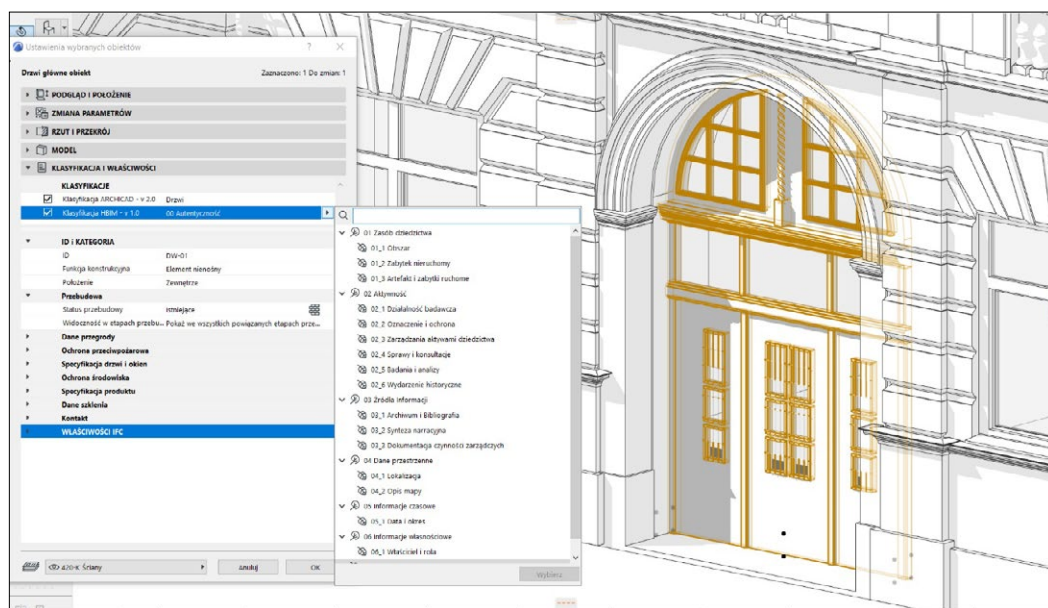 Ustawienia wybranych obiektów ? ×
Drzwi główne obiekt Zaznaczono: 1 Do zmian: 1
PODGLĄD I POŁOŻENIE
ZMIANA PARAMETRÓW
RZUT I PRZEKRÓJ
MODEL
KLASYFIKACJA I WŁAŚCIWOŚCI
KLASYFIKACJE
Klasyfikacja ARCHICAD - v 2.0 Drzwi
Klasyfikacja HBIM - v 1.0 00 Autentyczność
ID i KATEGORIA
ID DW-01
Funkcja konstrukcyjna Element nienośny
Położenie Zewnętrze
Przebudowa
Status przebudowy Istniejące
Widoczność w etapach przebu... Pokaż we wszystkich powiązanych etapach prze...
Dane przegrody
Ochrona przeciwpożarowa
Specyfikacja drzwi i okien
Ochrona środowiska
Specyfikacja produktu
Dane szklenia
Kontakt
WŁAŚCIWOŚCI IFC
420-K Ściany
anuluj
OK
01 Zasób dziedzictwa
01_1 Obszar
01_2 Zabytek nieruchomy
01_3 Artefakt i zabytki ruchome
02 Aktywność
02_1 Działalność badawcza
02_2 Oznaczenie i ochrona
02_3 Zarządzania aktywami dziedzictwa
02_4 Sprawy i konsultacje
02_5 Badania i analizy
02_6 Wydarzenie historyczne
03 Źródła informacji
03_1 Archiwum i Bibliografia
03_2 Synteza narracyjna
03_3 Dokumentacja czynności zarządczych
04 Dane przestrzenne
04_1 Lokalizacja
04_2 Opis mapy
05 Informacje czasowe
05_1 Data i okres
06 Informacje własnościowe
06_1 Właściciel i rola
Wybierz